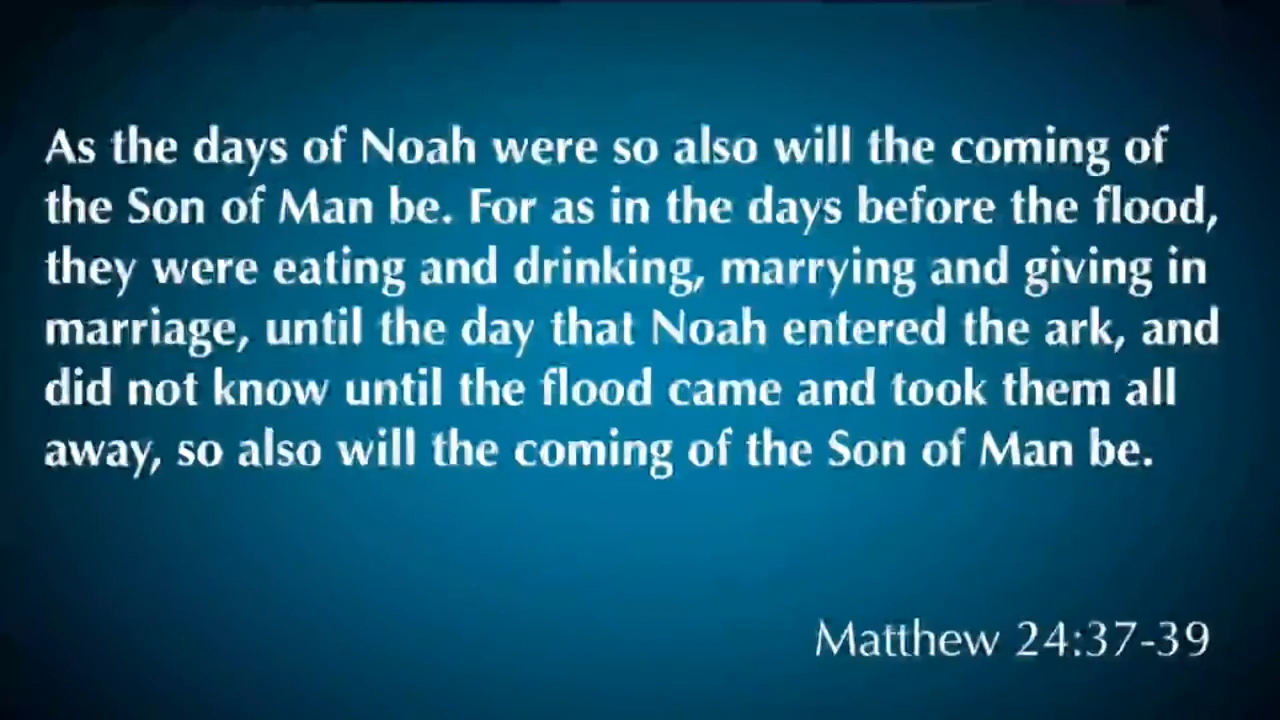 As the days of Noah were so also will the coming of
the Son of Man be. For as in the days before the flood,
they were eating and drinking, marrying and giving in
marriage, until the day that Noah entered the ark, and
did not know until the flood came and took them all
away, so also will the coming of the Son of Man be.
Matthew 24:37-39